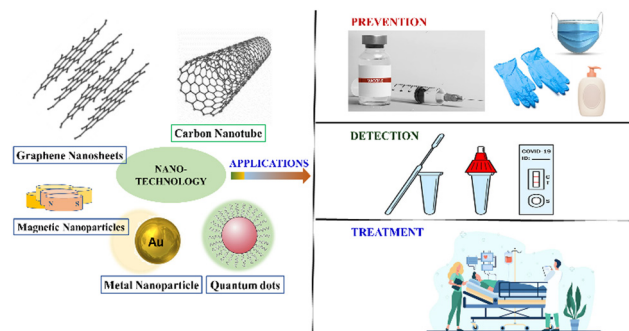 Graphene Nanosheets
Carbon Nanotube
NANO-
TECHNOLOGY
Magnetic Nanoparticles
N S
Au
Metal Nanoparticle
Quantum dots
APPLICATIONS
PREVENTION
DETECTION
COVID-19
ID:
C
T
S
TREATMENT